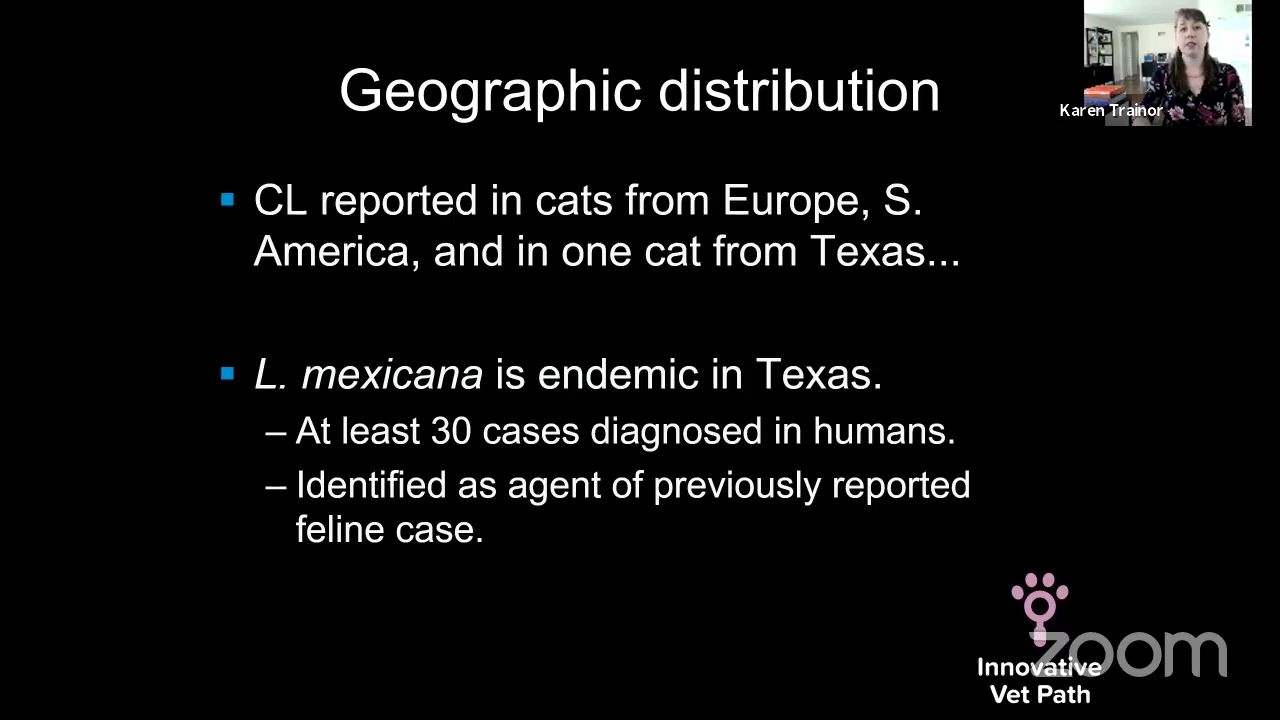 Geographic distribution
Karen Trainor
▪ CL reported in cats from Europe, S.
America, and in one cat from Texas...
▪ L. mexicana is endemic in Texas.
– At least 30 cases diagnosed in humans.
– Identified as agent of previously reported
feline case.
zoom
Innovative
Vet Path